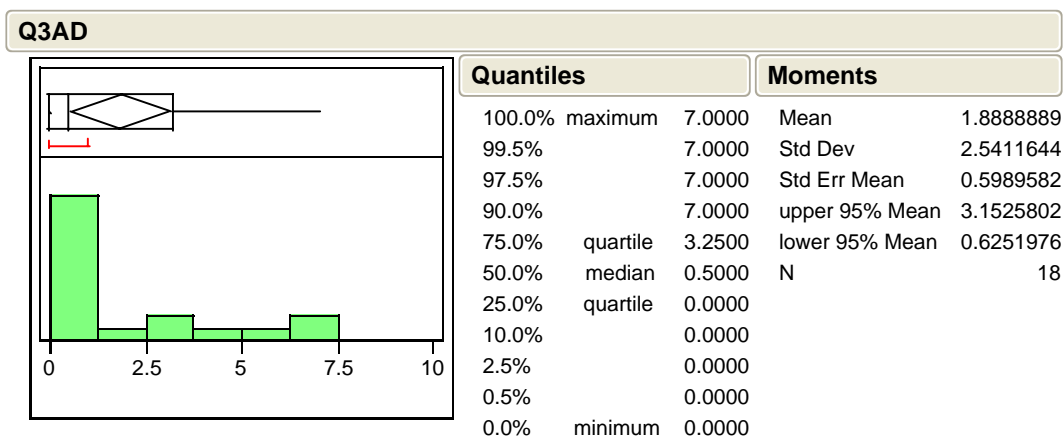 Q3AD
0 2.5 5 7.5 10
Quantiles
100.0% maximum 7.0000
99.5% 7.0000
97.5% 7.0000
90.0% 7.0000
75.0% quartile 3.2500
50.0% median 0.5000
25.0% quartile 0.0000
10.0% 0.0000
2.5% 0.0000
0.5% 0.0000
0.0% minimum 0.0000
Moments
Mean 1.8888889
Std Dev 2.5411644
Std Err Mean 0.5989582
upper 95% Mean 3.1525802
lower 95% Mean 0.6251976
N 18